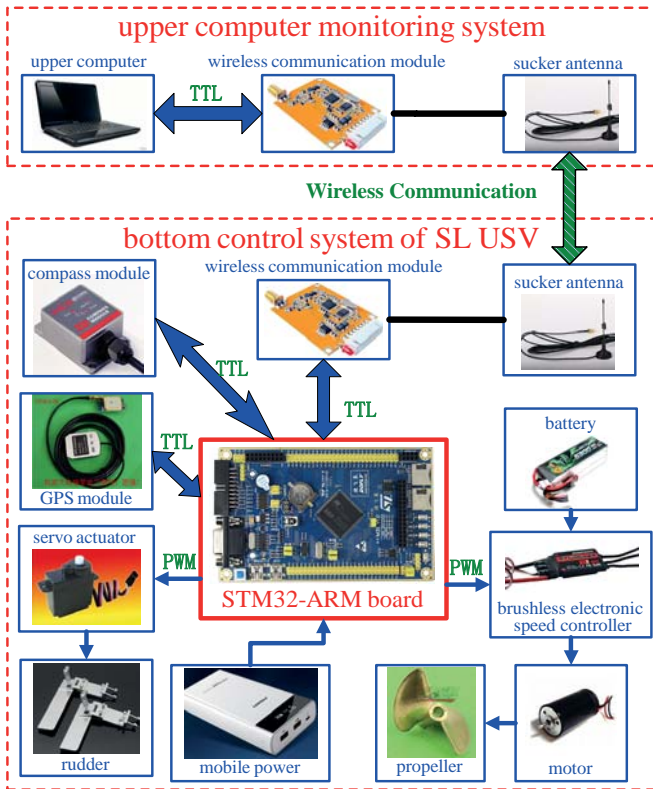 upper computer monitoring system
upper computer
wireless communication module
sucker antenna
TTL
Wireless Communication
bottom control system of SL USV
compass module
wireless communication module
sucker antenna
TTL
TTL
TTL
GPS module
battery
servo actuator
PWM
PWM
STM32-ARM board
brushless electronic
speed controller
rudder
mobile power
propeller
motor